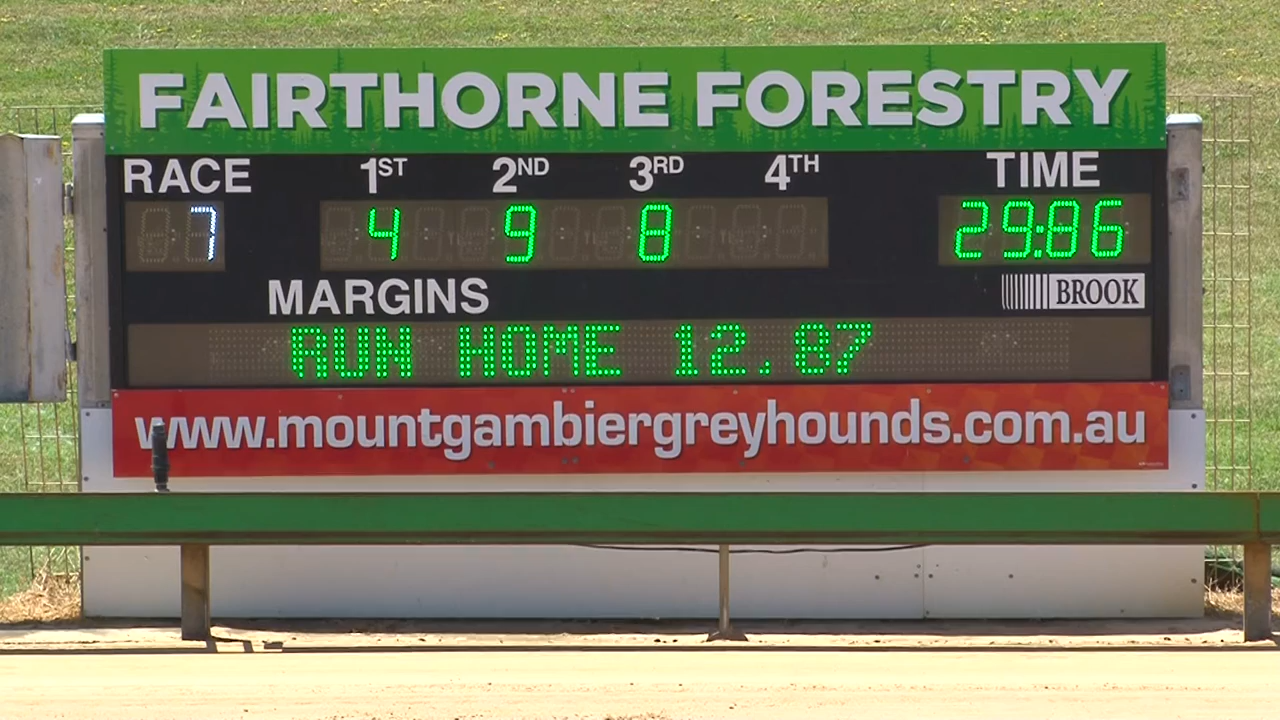 FAIRTHORNE FORESTRY
RACE 1ST 2ND 3RD 4TH TIME
7 4 9 8 29:86
MARGINS BROOK
RUN HOME 12.87
www.mountgambiergreyhounds.com.au